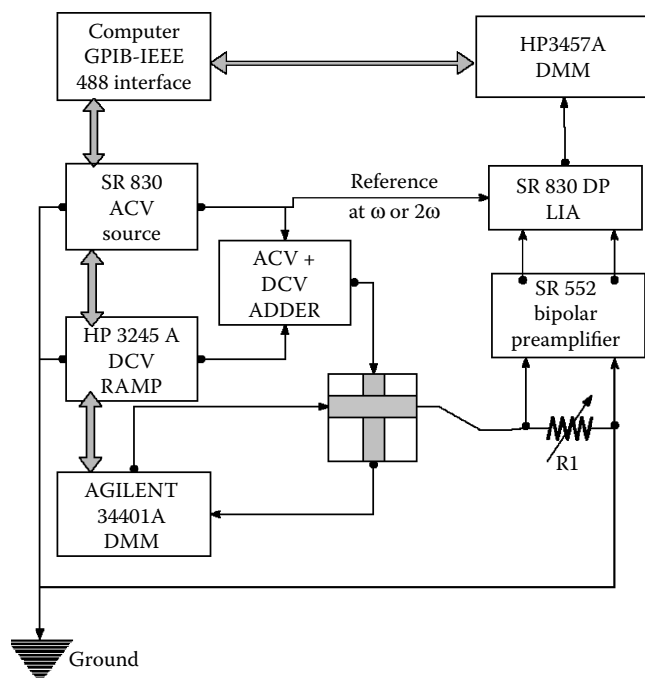 Computer
GPIB-IEEE
488 interface
HP3457A
DMM
SR 830
ACV
source
Reference
at ω or 2ω
SR 830 DP
LIA
ACV +
DCV
ADDER
SR 552
bipolar
preamplifier
HP 3245 A
DCV
RAMP
R1
AGILENT
34401A
DMM
Ground